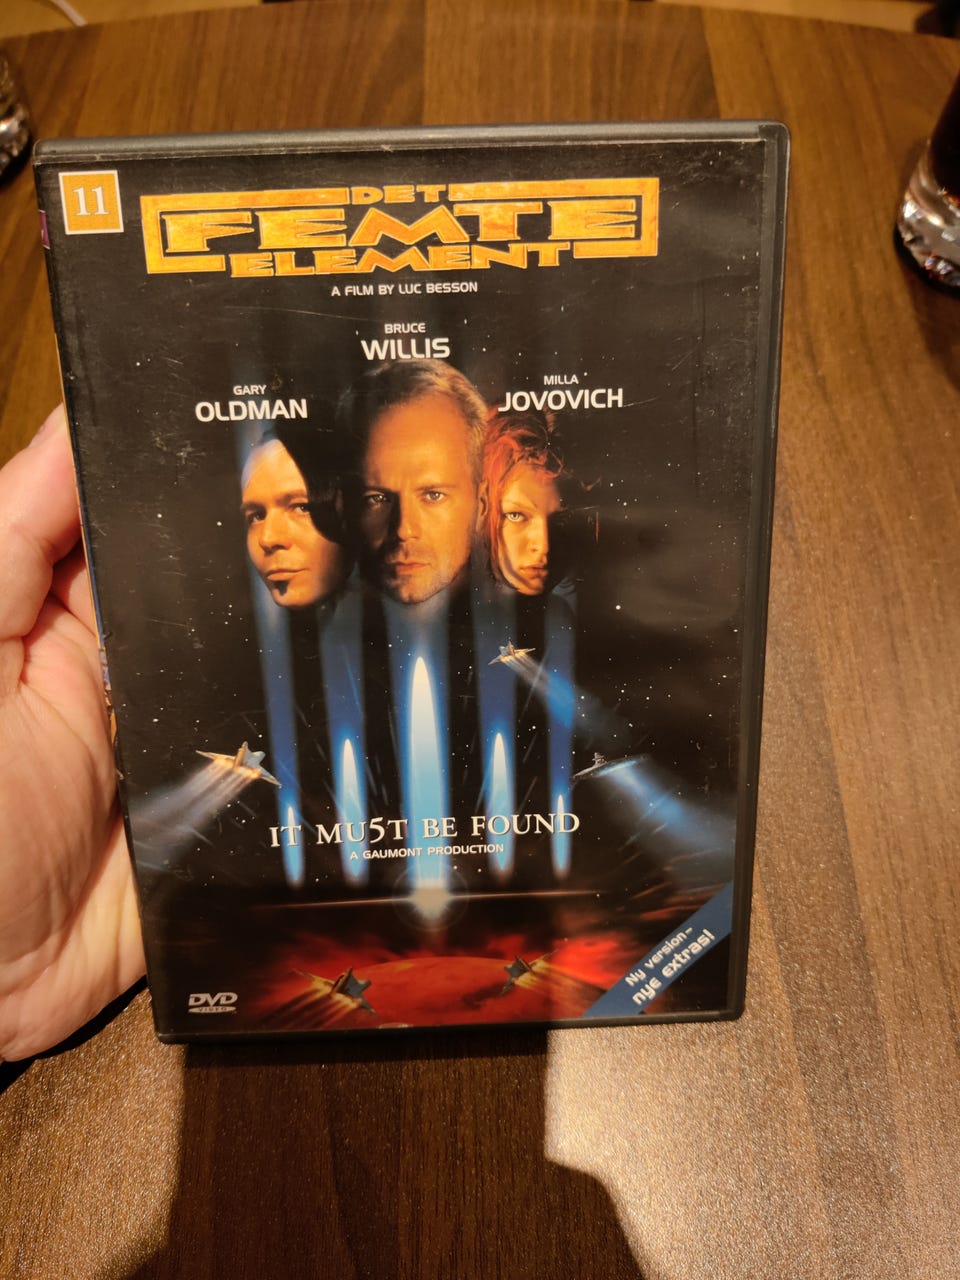 11
DET
FEMTE
ELEMENT
A FILM BY LUC BESSON
BRUCE
WILLIS
GARY
OLDMAN
MILLA
JOVOVICH
IT MU5T BE FOUND
A GAUMONT PRODUCTION
Ny version-
nye extras!
DVD
VIDEO